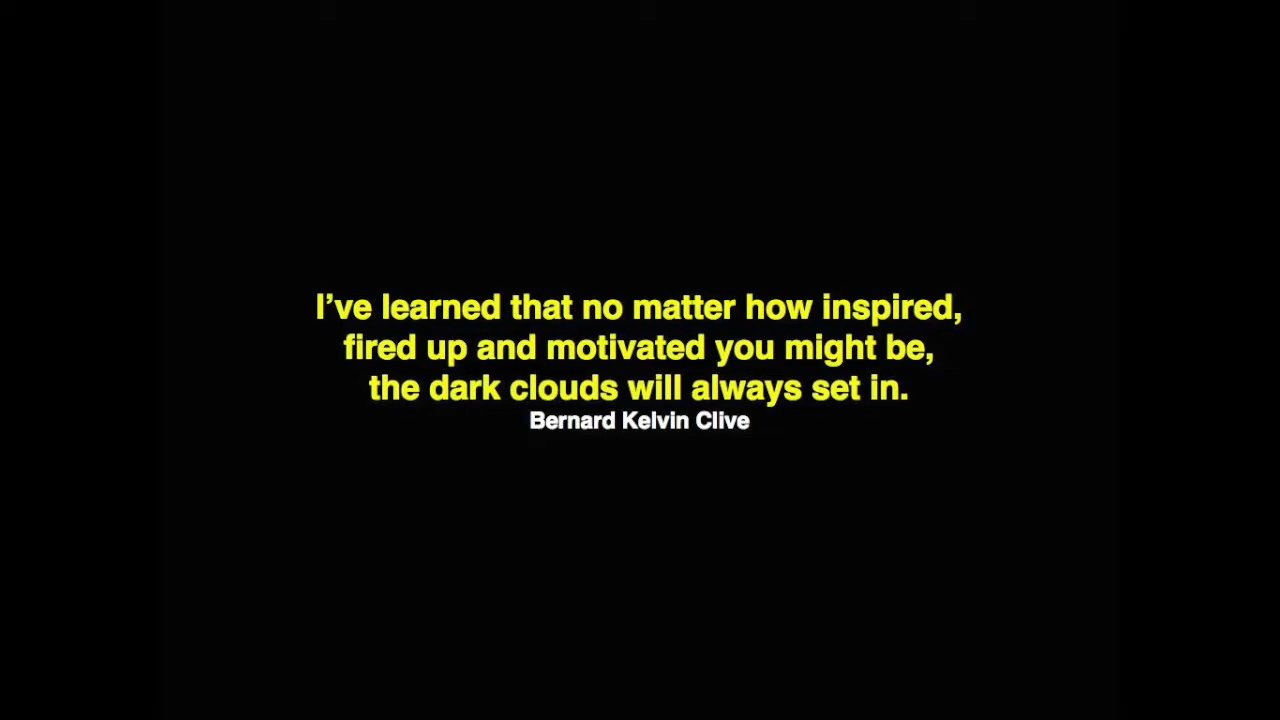 I’ve learned that no matter how inspired,
fired up and motivated you might be,
the dark clouds will always set in.
Bernard Kelvin Clive